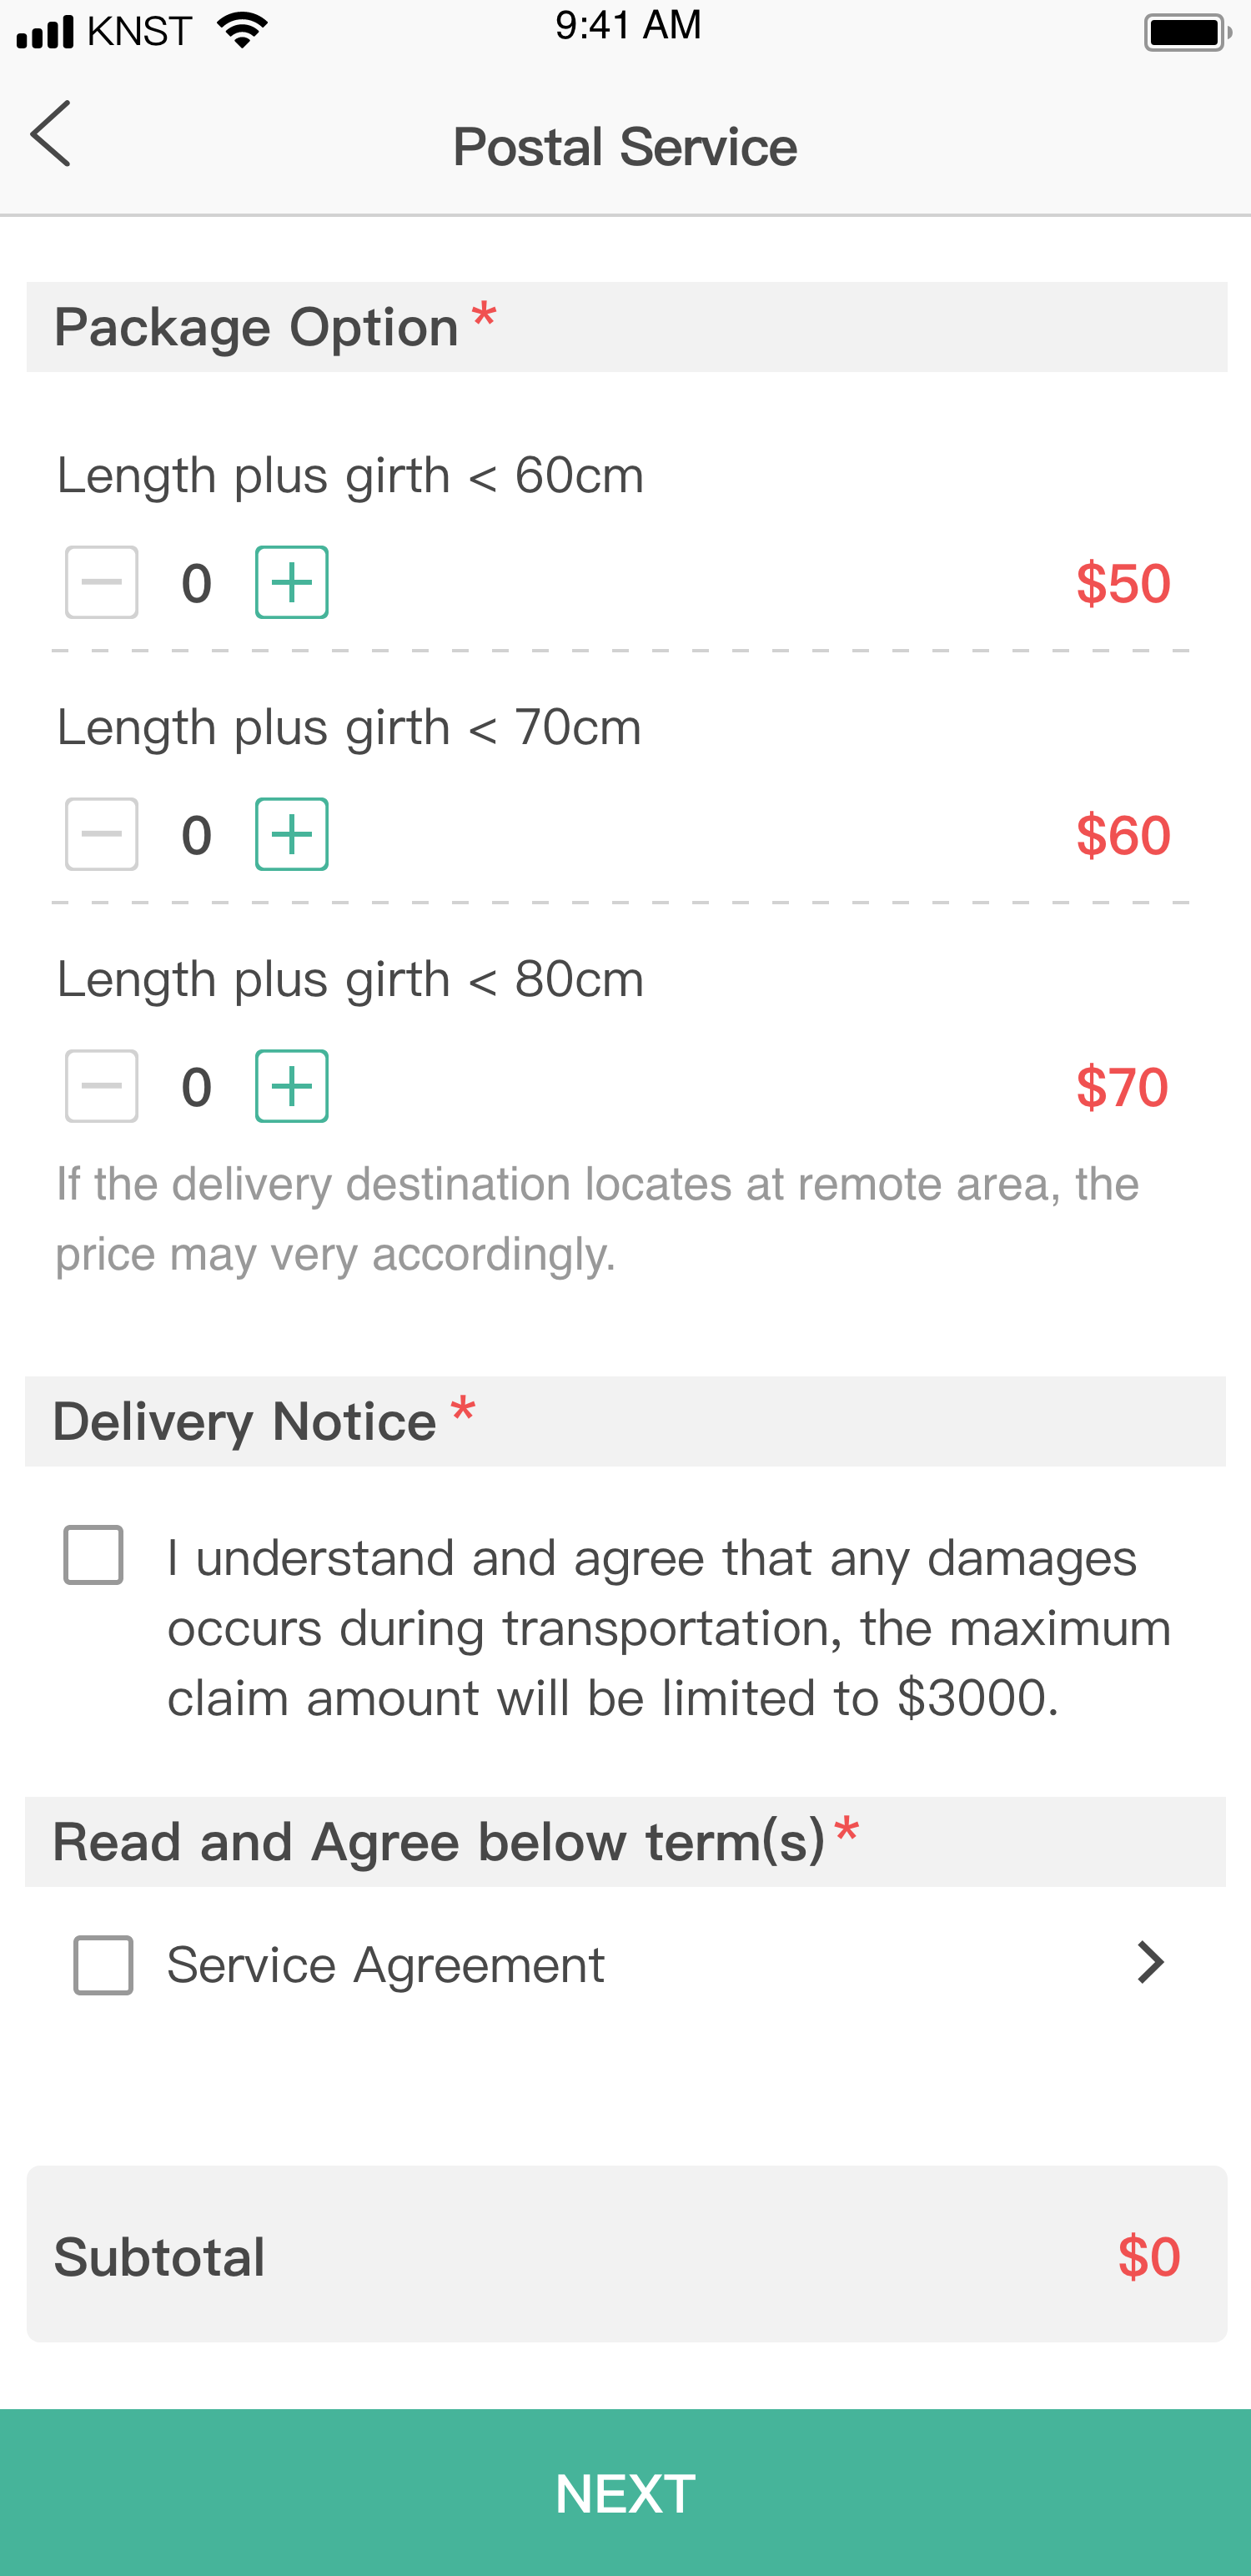 KNST
9:41 AM
Postal Service
Package Option *
Length plus girth < 60cm
0
$50
Length plus girth < 70cm
0
$60
Length plus girth < 80cm
0
$70
If the delivery destination locates at remote area, the
price may very accordingly.
Delivery Notice *
I understand and agree that any damages
occurs during transportation, the maximum
claim amount will be limited to $3000.
Read and Agree below term(s)*
Service Agreement
Subtotal
$0
NEXT